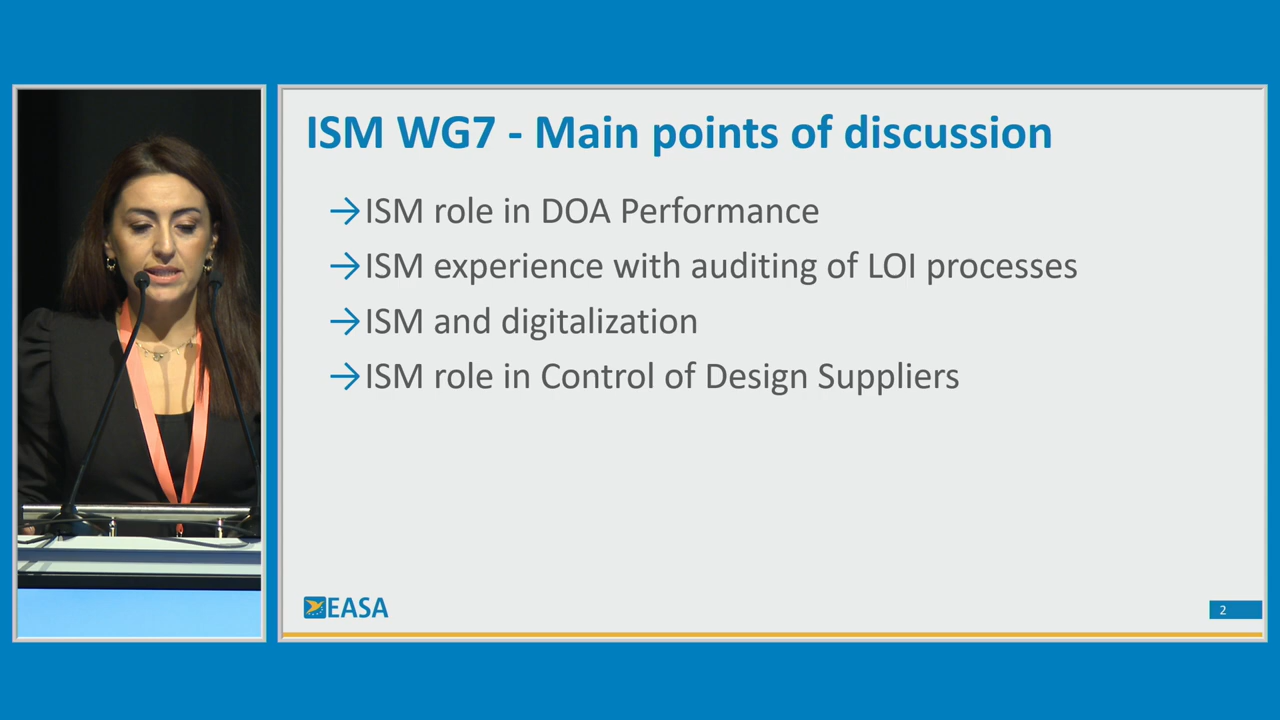 ISM WG7 - Main points of discussion
→ISM role in DOA Performance
→ISM experience with auditing of LOI processes
→ISM and digitalization
→ISM role in Control of Design Suppliers
EASA
2